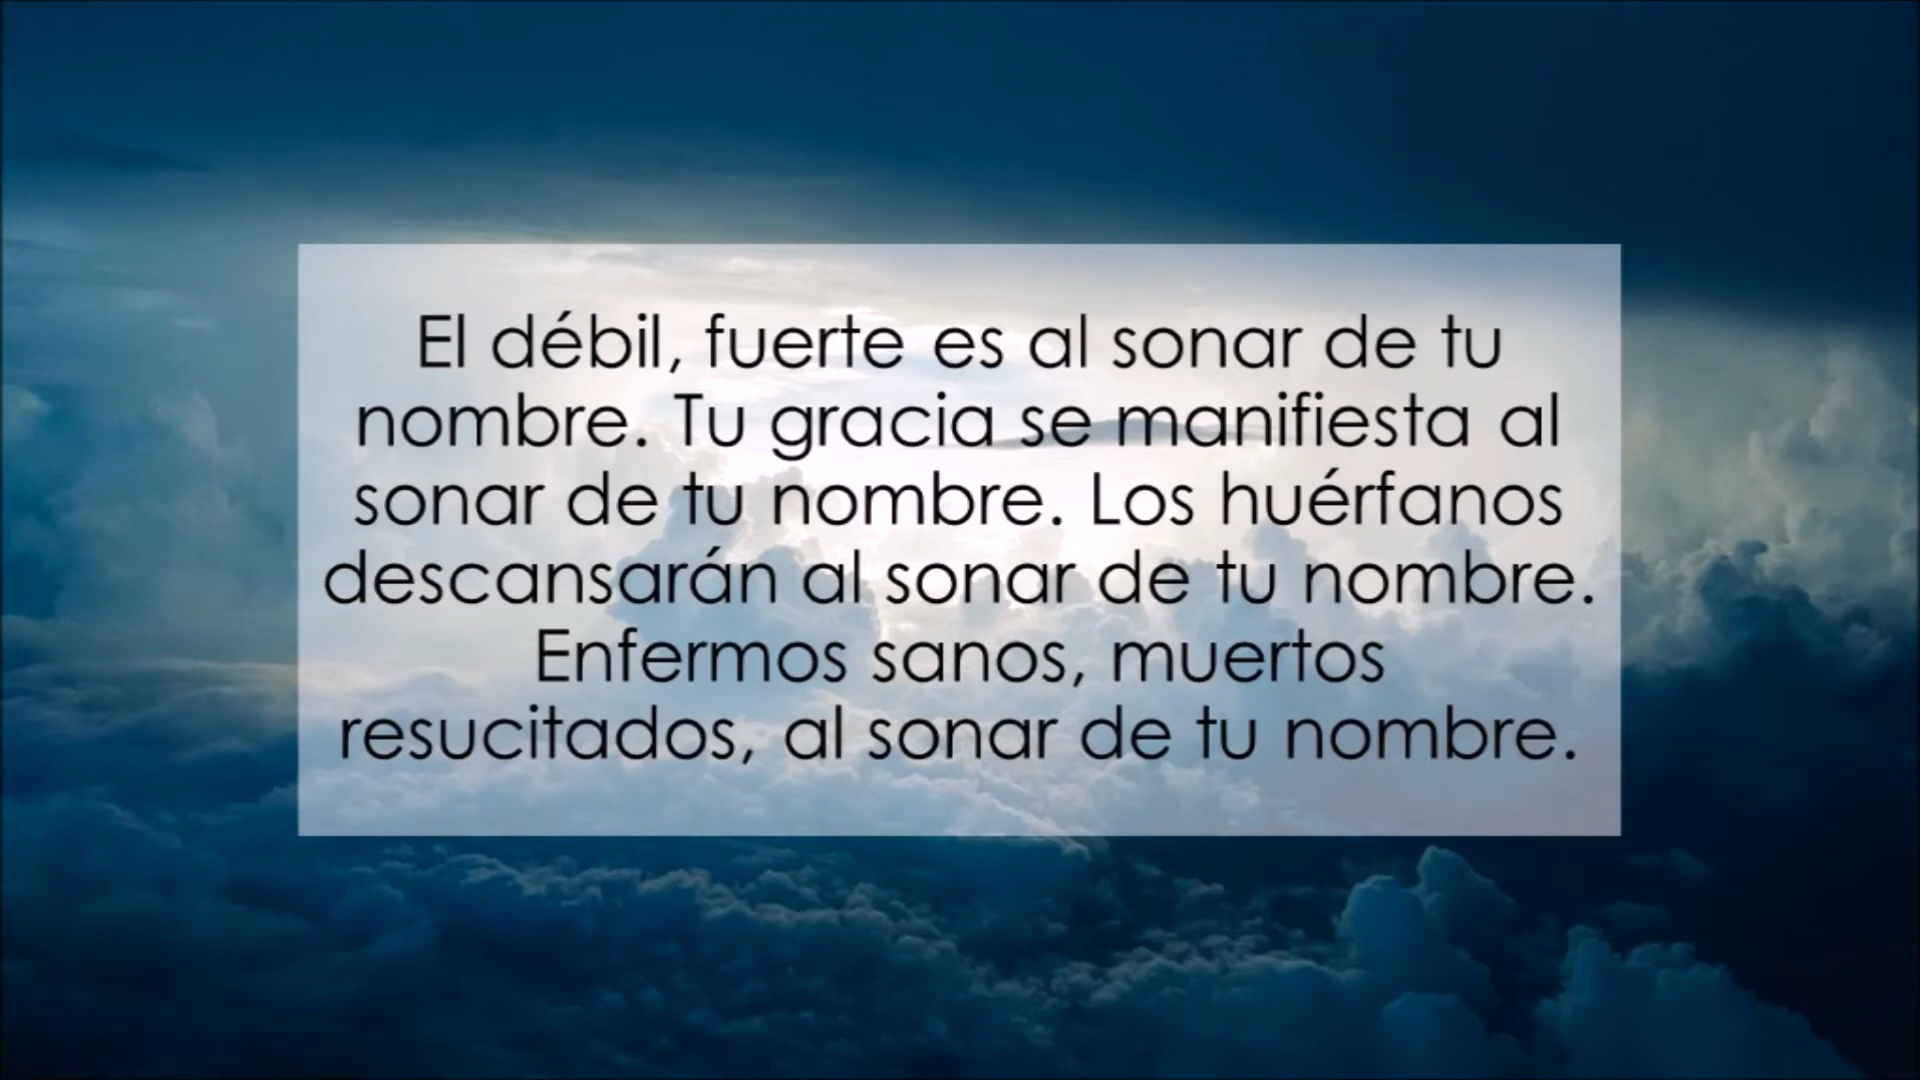 El débil, fuerte es al sonar de tu
nombre. Tu gracia se manifiesta al
sonar de tu nombre. Los huérfanos
descansarán al sonar de tu nombre.
Enfermos sanos, muertos
resucitados, al sonar de tu nombre.